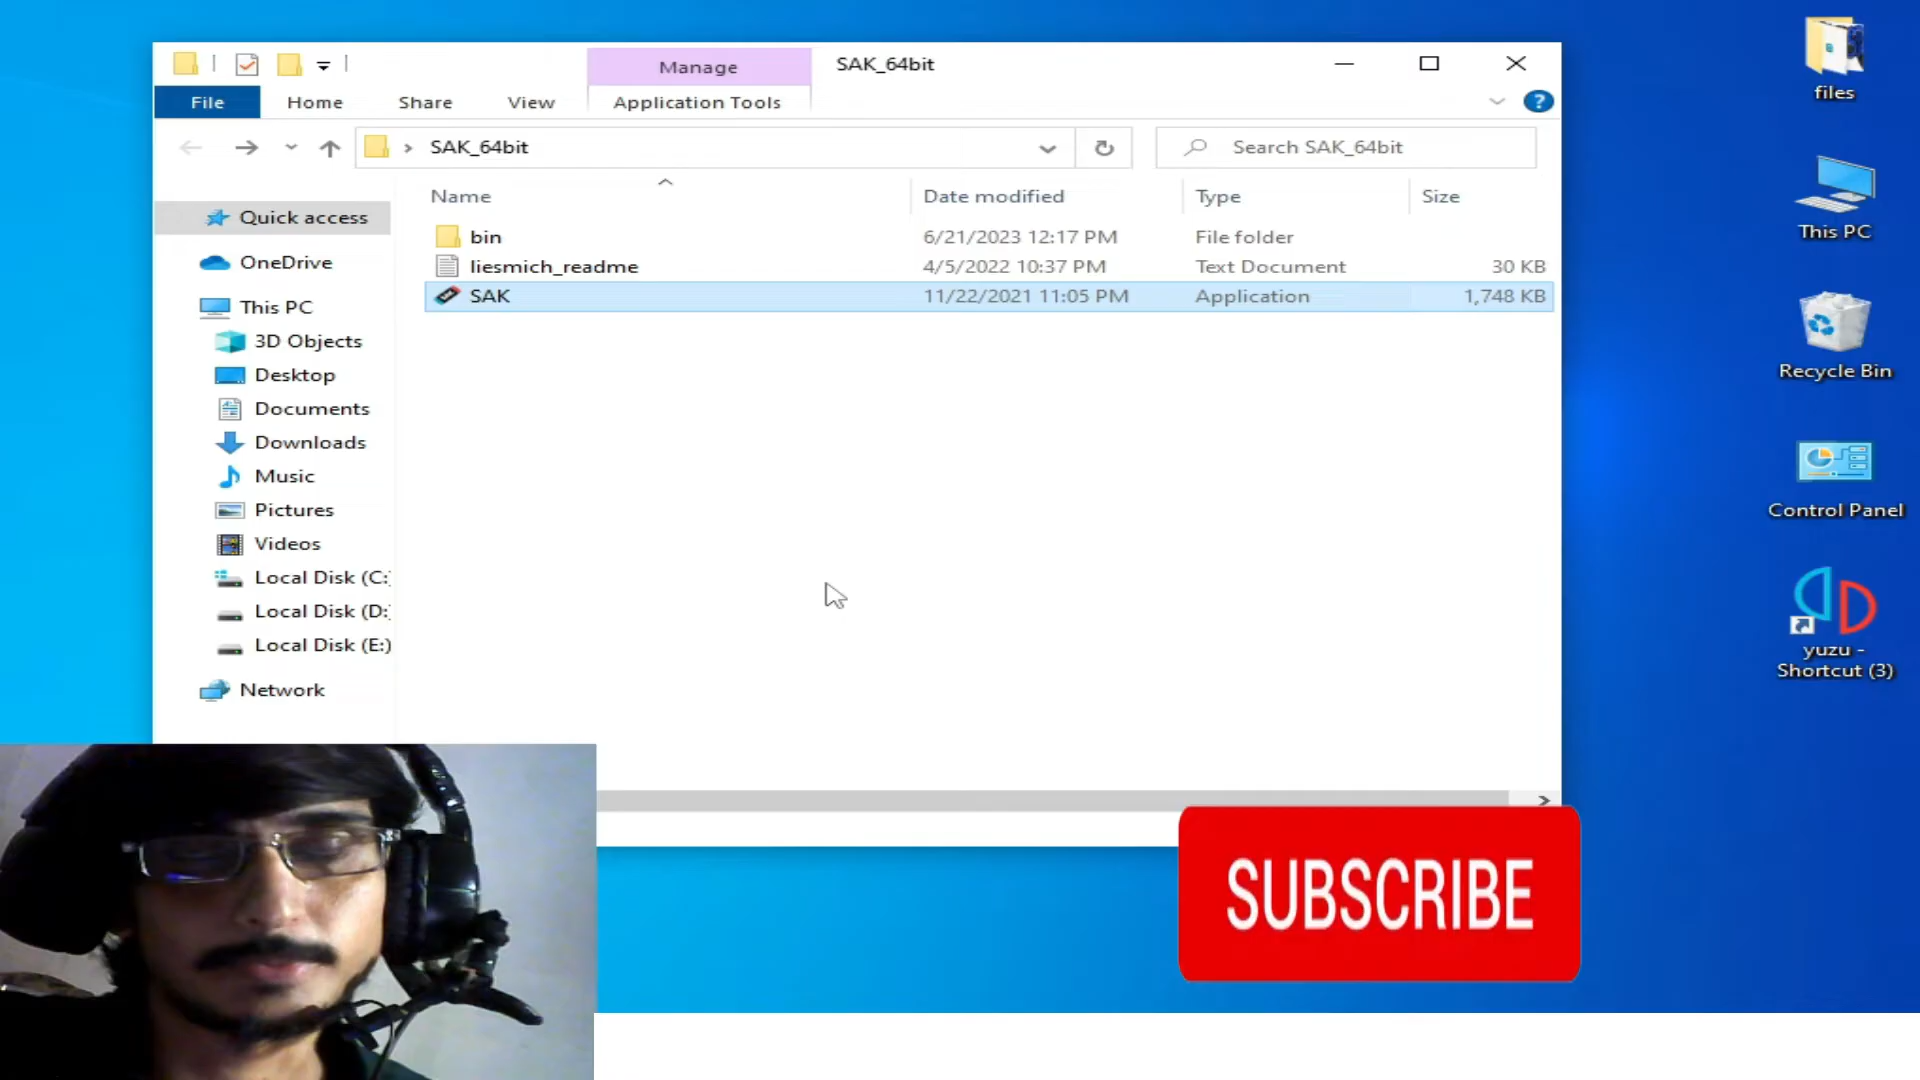 Manage
SAK_64bit
File
Home
Share
View
Application Tools
?
SAK_64bit
Search SAK_64bit
Name
Date modified
Type
Size
Quick access
OneDrive
This PC
3D Objects
Desktop
Documents
Downloads
Music
Pictures
Videos
Local Disk (C:)
Local Disk (D:)
Local Disk (E:)
Network
bin
6/21/2023 12:17 PM
File folder
liesmich_readme
4/5/2022 10:37 PM
Text Document
30 KB
SAK
11/22/2021 11:05 PM
Application
1,748 KB
files
This PC
Recycle Bin
Control Panel
yuzu -
Shortcut (3)
SUBSCRIBE